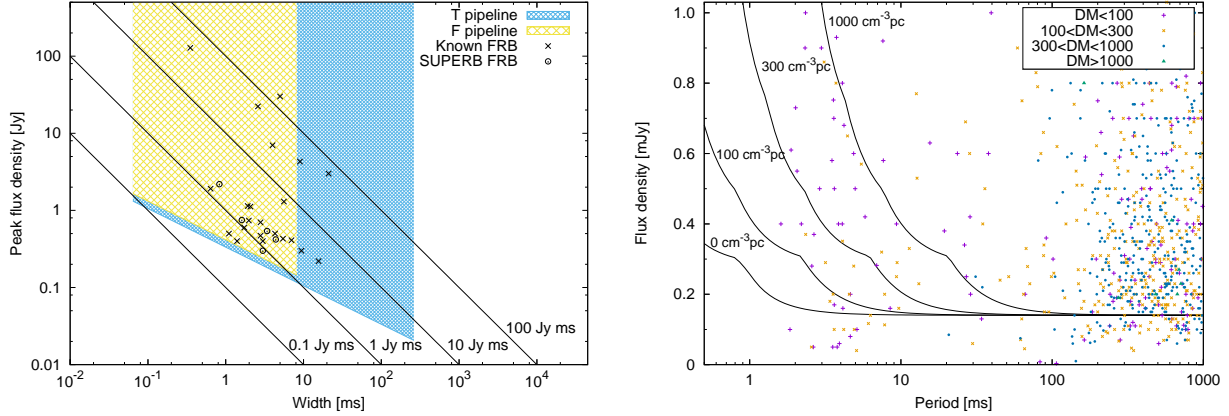 T pipeline
F pipeline
Known FRB
SUPERB FRB
Peak flux density [Jy]
100
10
1
0.1
0.01
0.1 Jy ms
1 Jy ms
10 Jy ms
100 Jy ms
10^-2 10^-1 1 10 10^2 10^3 10^4
Width [ms]
DM<100
100<DM<300
300<DM<1000
DM>1000
Flux density [mJy]
1.0
0.8
0.6
0.4
0.2
0
1000 cm^-3pc
300 cm^-3pc
100 cm^-3pc
0 cm^-3pc
1 10 100 1000
Period [ms]